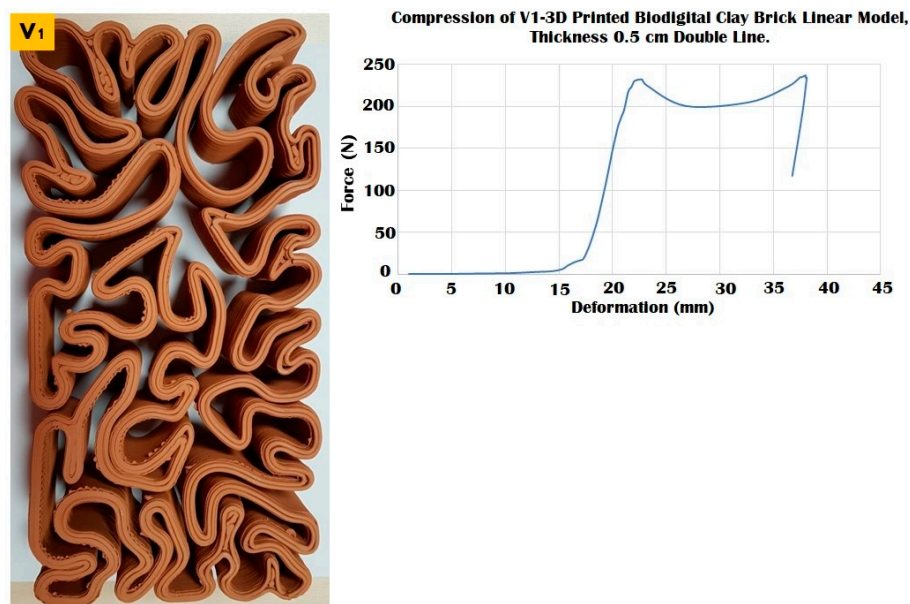 V1
Compression of V1-3D Printed Biodigital Clay Brick Linear Model,
Thickness 0.5 cm Double Line.
250
200
150
100
50
0
Force (N)
0 5 10 15 20 25 30 35 40 45
Deformation (mm)